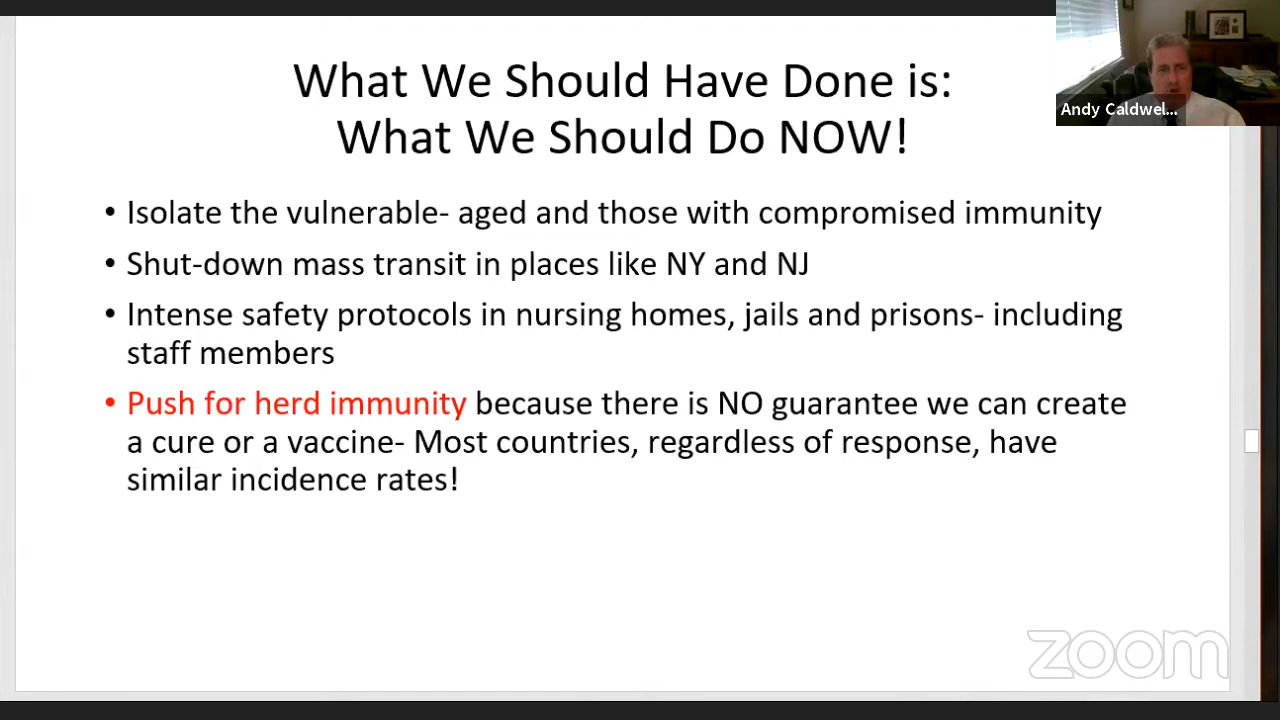 What We Should Have Done is:
What We Should Do NOW!
Andy Caldwel...
• Isolate the vulnerable- aged and those with compromised immunity
• Shut-down mass transit in places like NY and NJ
• Intense safety protocols in nursing homes, jails and prisons- including
staff members
• Push for herd immunity because there is NO guarantee we can create
a cure or a vaccine- Most countries, regardless of response, have
similar incidence rates!
zoom